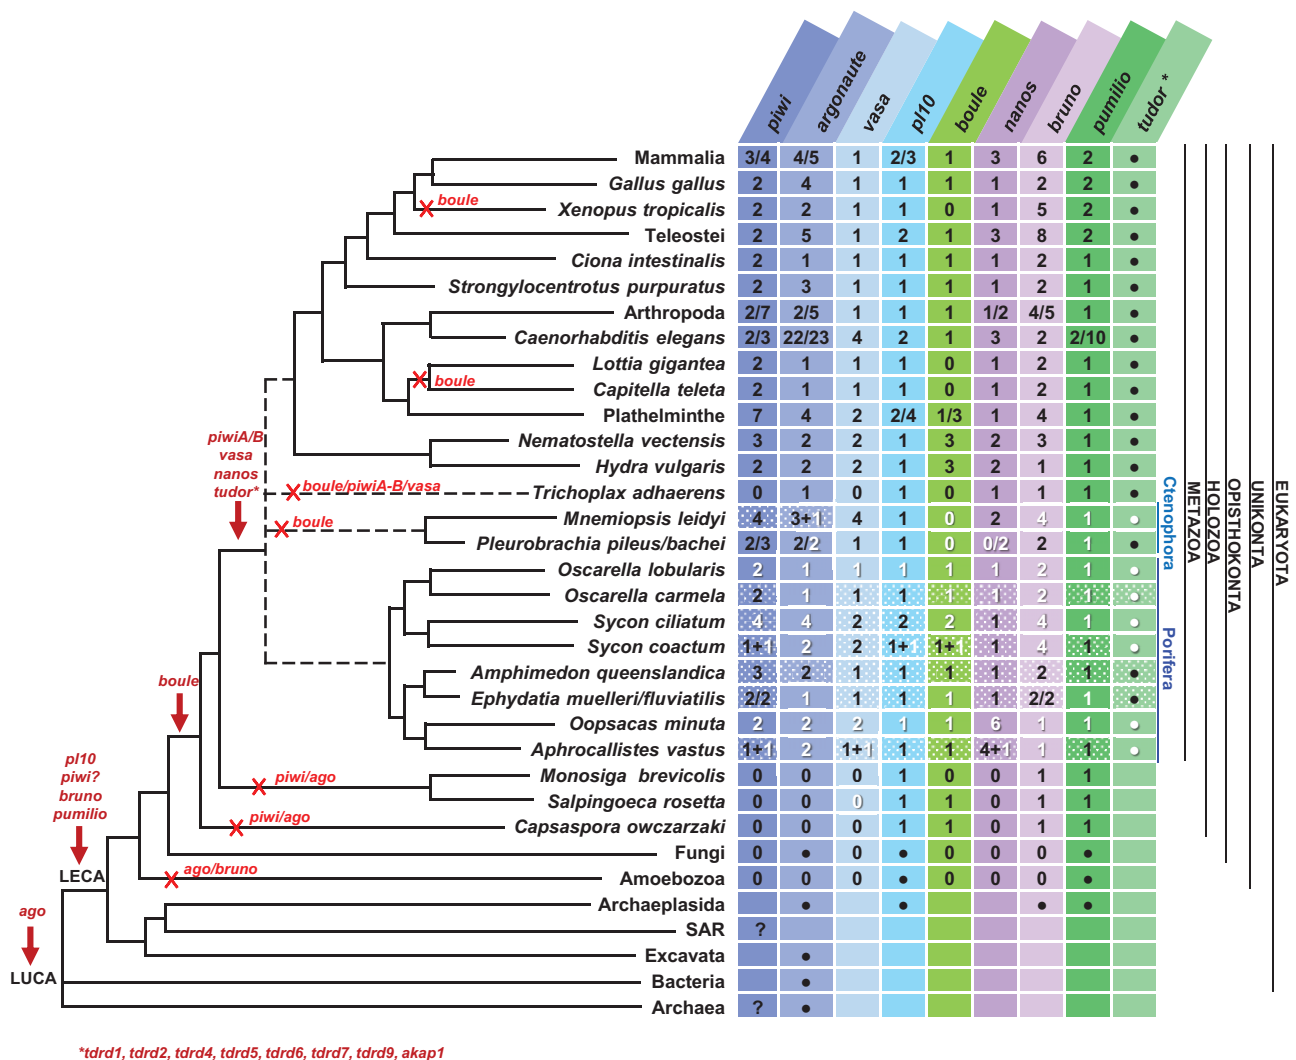 piwi argonaute vasa pl10 boule nanos bruno pumilio tudor *
Mammalia 3/4 4/5 1 2/3 1 3 6 2 •
Gallus gallus 2 4 1 1 1 1 2 2 •
boule
Xenopus tropicalis 2 2 1 1 0 1 5 2 •
Teleostei 2 5 1 2 1 3 8 2 •
Ciona intestinalis 2 1 1 1 1 1 2 1 •
Strongylocentrotus purpuratus 2 3 1 1 1 1 2 1 •
Arthropoda 2/7 2/5 1 1 1 1/2 4/5 1 •
Caenorhabditis elegans 2/3 22/23 4 2 1 3 2 2/10 •
Lottia gigantea 2 1 1 1 0 1 2 1 •
boule
Capitella teleta 2 1 1 1 0 1 2 1 •
Plathelminthe 7 4 2 2/4 1/3 1 4 1 •
Nematostella vectensis 3 2 2 1 3 2 3 1 •
Hydra vulgaris 2 2 2 1 3 2 1 1 •
piwiA/B
vasa
nanos
tudor*
boule/piwiA-B/vasa
Trichoplax adhaerens 0 1 0 1 0 1 1 1 •
boule
Mnemiopsis leidyi 4 3+1 4 1 0 2 4 1 •
Pleurobrachia pileus/bachei 2/3 2/2 1 1 0 0/2 2 1 •
Oscarella lobularis 2 1 1 1 1 1 2 1 •
Oscarella carmela 2 1 1 1 1 1 2 1 •
Sycon ciliatum 4 4 2 2 2 1 4 1 •
Sycon coactum 1+1 2 2 1+1 1+1 1 4 1 •
Amphimedon queenslandica 3 2 1 1 1 1 2 1 •
Ephydatia muelleri/fluviatilis 2/2 1 1 1 1 1 2/2 1 •
Oopsacas minuta 2 2 2 1 1 6 1 1 •
Aphrocallistes vastus 1+1 2 1+1 1 1 4+1 1 1 •
boule
pl10
piwi?
bruno
pumilio
LECA
piwi/ago
Monosiga brevicolis 0 0 0 1 0 0 1 1
Salpingoeca rosetta 0 0 0 1 1 0 1 1
piwi/ago
Capsaspora owczarzaki 0 0 0 1 1 0 1 1
Fungi 0 • 0 • 0 0 0 •
ago/bruno
Amoebozoa 0 0 0 • 0 0 0 •
Archaeplasida • • • •
SAR ?
Excavata •
Bacteria •
Archaea ? •
ago
LUCA
Ctenophora
Porifera
METAZOA
HOLOZOA
OPISTHOKONTA
UNIKONTA
EUKARYOTA
*tdrd1, tdrd2, tdrd4, tdrd5, tdrd6, tdrd7, tdrd9, akap1